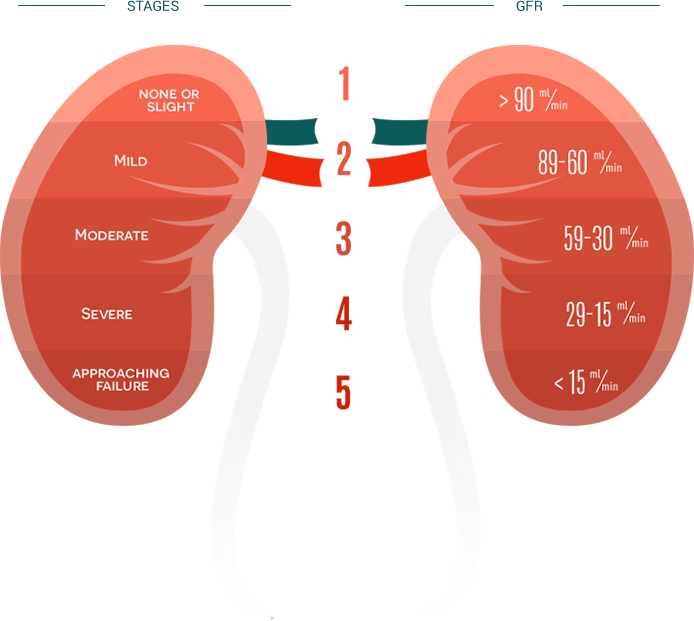 STAGES
GFR
NONE OR
SLIGHT
1
> 90 ml/min
MILD
2
89-60 ml/min
MODERATE
3
59-30 ml/min
SEVERE
4
29-15 ml/min
APPROACHING
FAILURE
5
< 15 ml/min